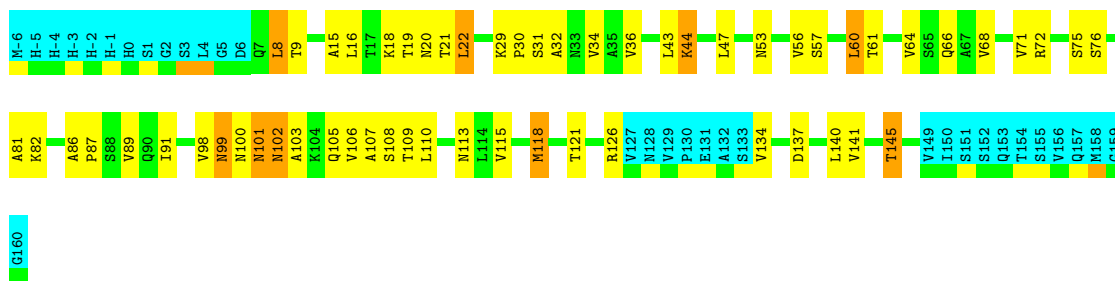 M-6 H-5 H-4 H-3 H-2 H-1 H0 S1 G2 S3 L4 G5 D6 Q7 L8 T9 A15 L16 T17 K18 T19 N20 T21 L22 K29 P30 S31 A32 N33 V34 A35 V36 L43 K44 L47 N53 V56 S57 L60 T61 V64 S65 Q66 A67 V68 V71 R72 S75 S76
A81 K82 A86 P87 S88 V89 Q90 I91 V98 N99 N100 N101 N102 A103 K104 Q105 V106 A107 S108 T109 L110 N113 L114 V115 M118 T121 R126 V127 N128 V129 P130 E131 A132 S133 V134 D137 L140 V141 T145 V149 I150 S151 S152 Q153 T154 S155 V156 Q157 M158 G159
G160